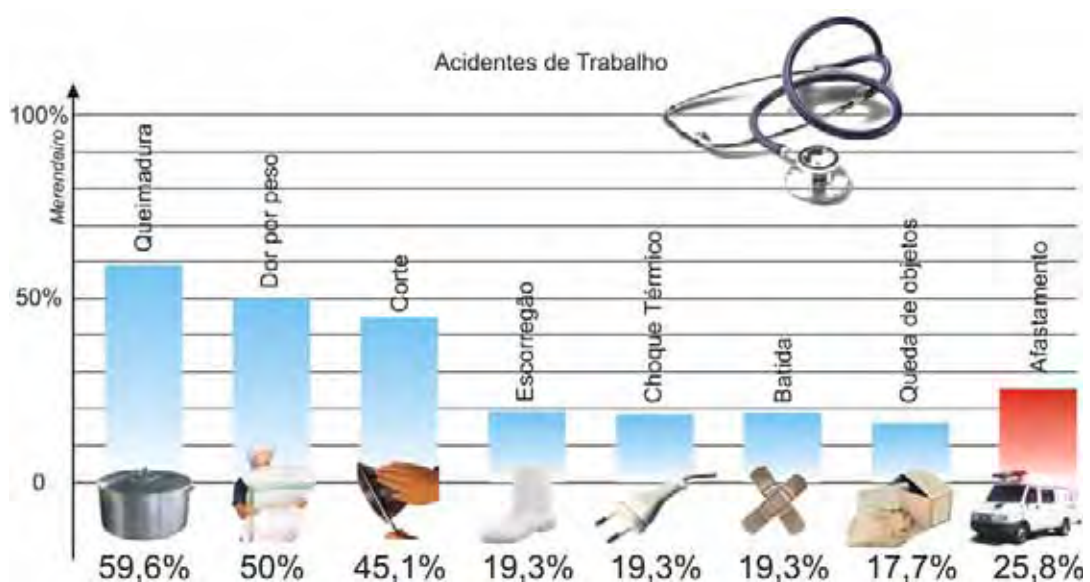 Acidentes de Trabalho
100%
50%
0
Merendeiro
Queimadura
Dor por peso
Corte
Escorregão
Choque Térmico
Batida
Queda de objetos
Afastamento
59,6%
50%
45,1%
19,3%
19,3%
19,3%
17,7%
25,8%